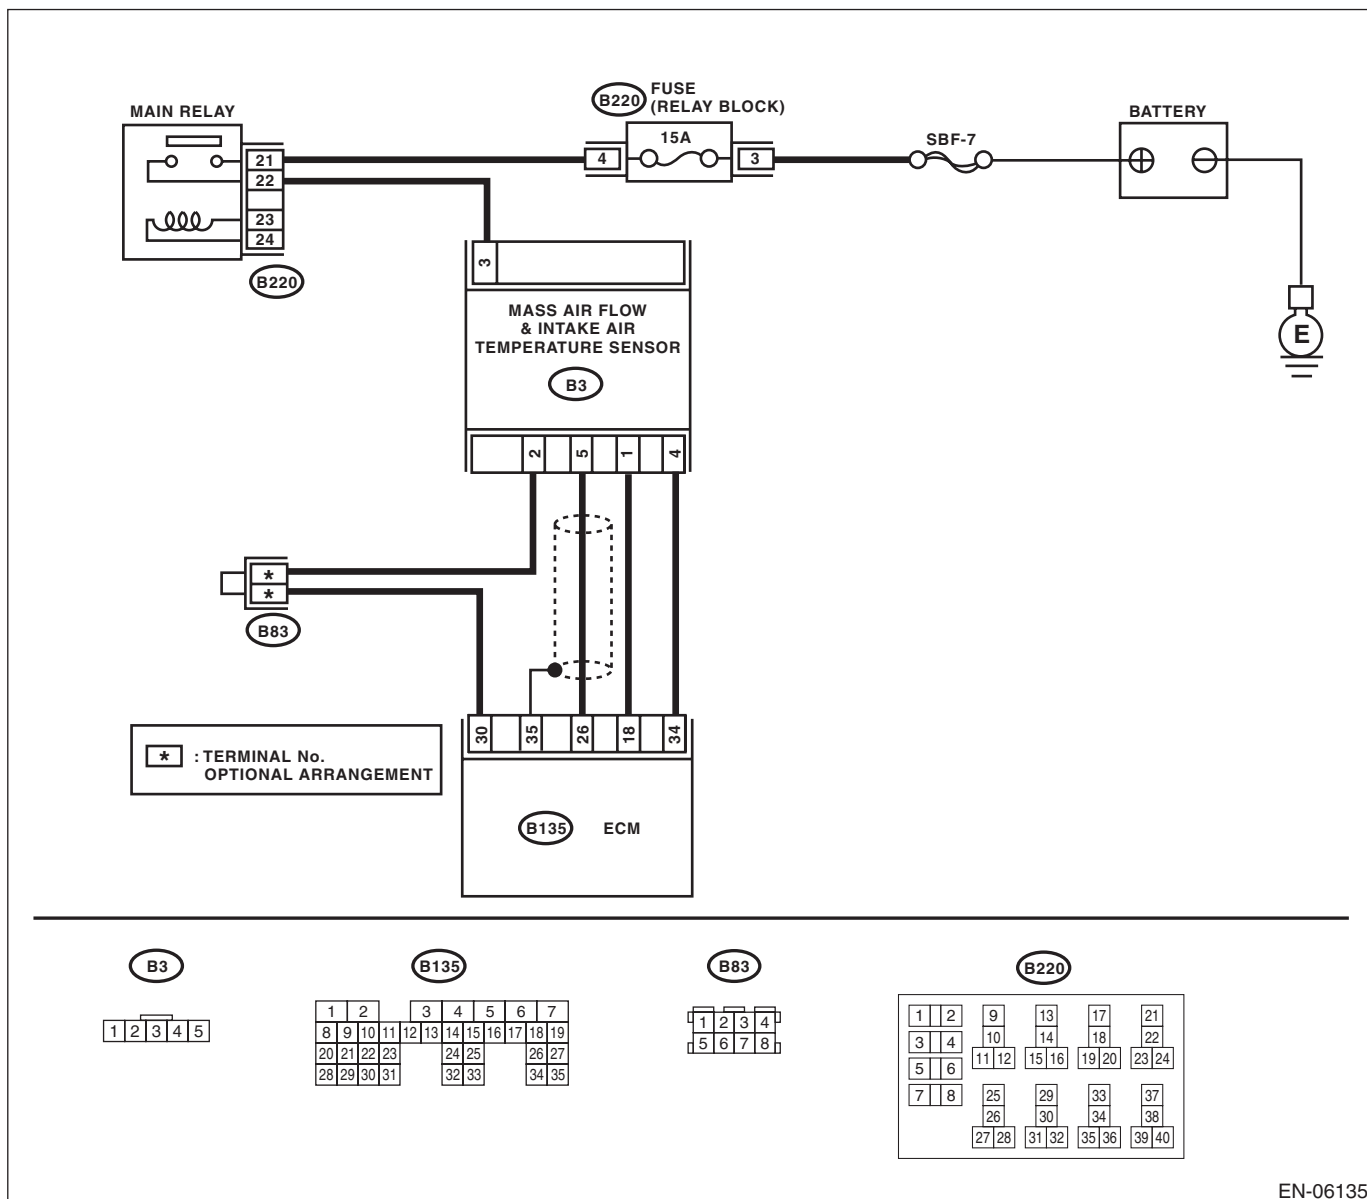 B220
FUSE
(RELAY BLOCK)
MAIN RELAY
BATTERY
15A
SBF-7
21
22
23
24
4
3
B220
3
E
MASS AIR FLOW
& INTAKE AIR
TEMPERATURE SENSOR
B3
2 5 1 4
*
*
B83
30 35 26 18 34
* : TERMINAL No.
OPTIONAL ARRANGEMENT
B135 ECM
B3
1 2 3 4 5
B135
1 2 3 4 5 6 7
8 9 10 11 12 13 14 15 16 17 18 19
20 21 22 23 24 25 26 27
28 29 30 31 32 33 34 35
B83
1 2 3 4
5 6 7 8
B220
1 2 9 13 17 21
3 4 10 14 18 22
11 12 15 16 19 20 23 24
5 6
7 8 25 29 33 37
26 30 34 38
27 28 31 32 35 36 39 40
EN-06135